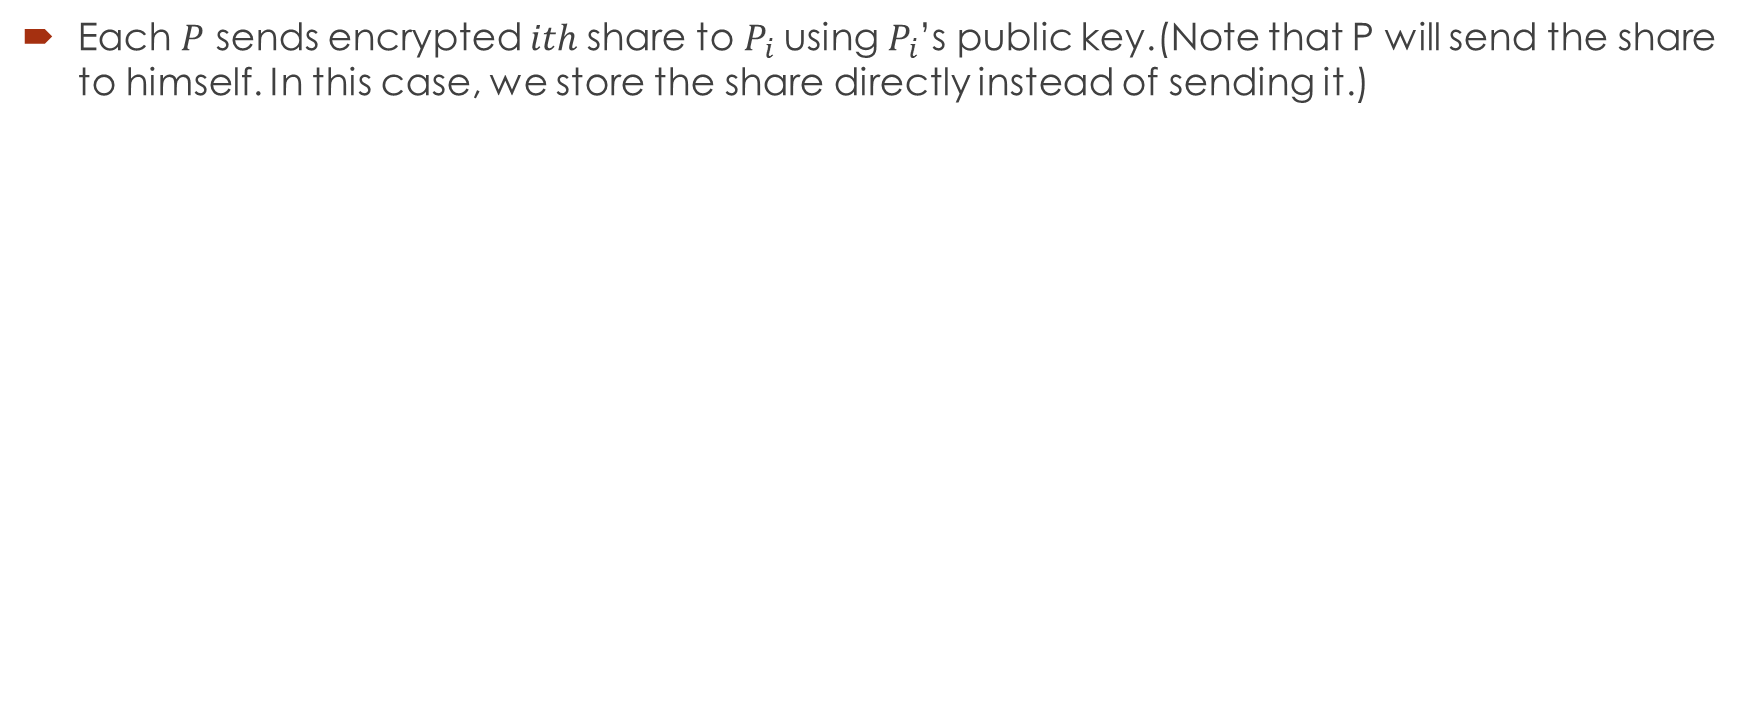 Each P sends encrypted ith share to Pᵢ using Pᵢ's public key.(Note that P will send the share
to himself. In this case, we store the share directly instead of sending it.)